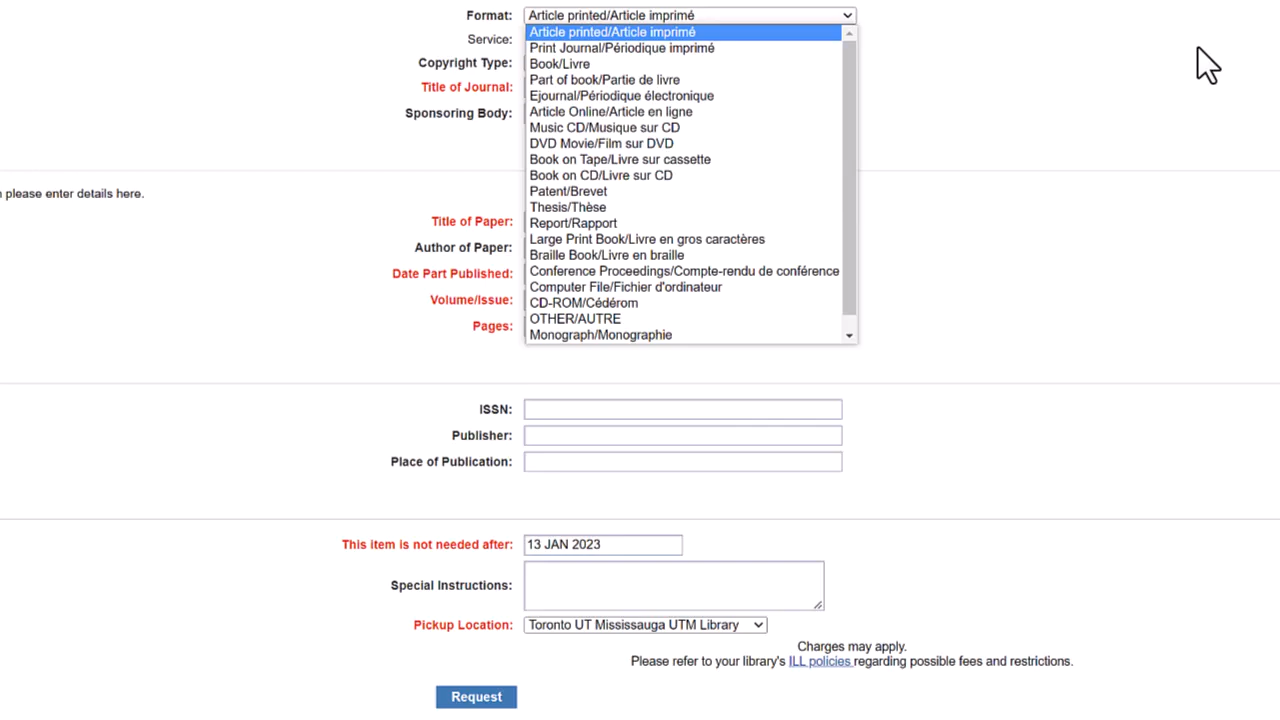 Format: Article printed/Article imprimé
Article printed/Article imprimé
Service:
Print Journal/Périodique imprimé
Copyright Type:
Book/Livre
Part of book/Partie de livre
Title of Journal:
Ejournal/Périodique électronique
Sponsoring Body:
Article Online/Article en ligne
Music CD/Musique sur CD
DVD Movie/Film sur DVD
Book on Tape/Livre sur cassette
Book on CD/Livre sur CD
please enter details here.
Patent/Brevet
Thesis/Thèse
Title of Paper:
Report/Rapport
Large Print Book/Livre en gros caractères
Author of Paper:
Braille Book/Livre en braille
Date Part Published:
Conference Proceedings/Compte-rendu de conférence
Computer File/Fichier d'ordinateur
Volume/Issue:
CD-ROM/Cédérom
OTHER/AUTRE
Pages:
Monograph/Monographie
ISSN:
Publisher:
Place of Publication:
This item is not needed after: 13 JAN 2023
Special Instructions:
Pickup Location: Toronto UT Mississauga UTM Library
Charges may apply.
Please refer to your library's ILL policies regarding possible fees and restrictions.
Request